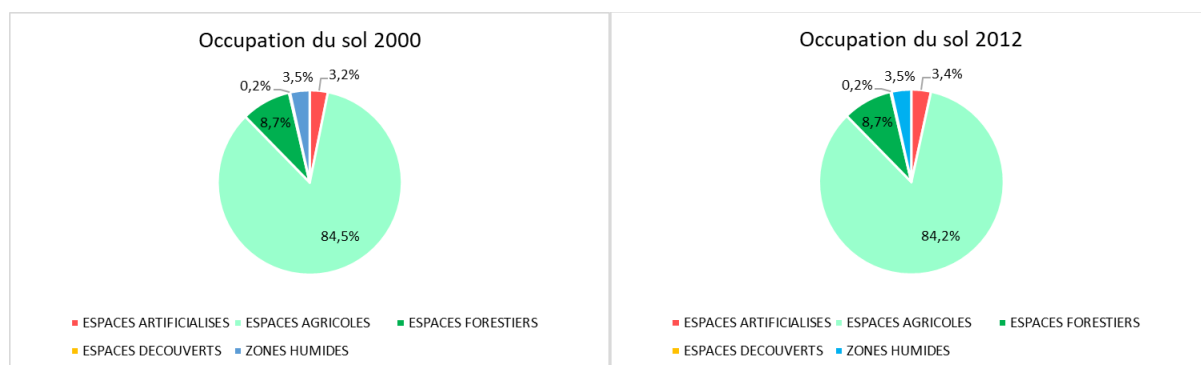 Occupation du sol 2000
3,5%
3,2%
0,2%
8,7%
84,5%
ESPACES ARTIFICIALISES ESPACES AGRICOLES ESPACES FORESTIERS
ESPACES DECOUVERTS ZONES HUMIDES
Occupation du sol 2012
3,5%
3,4%
0,2%
8,7%
84,2%
ESPACES ARTIFICIALISES ESPACES AGRICOLES ESPACES FORESTIERS
ESPACES DECOUVERTS ZONES HUMIDES